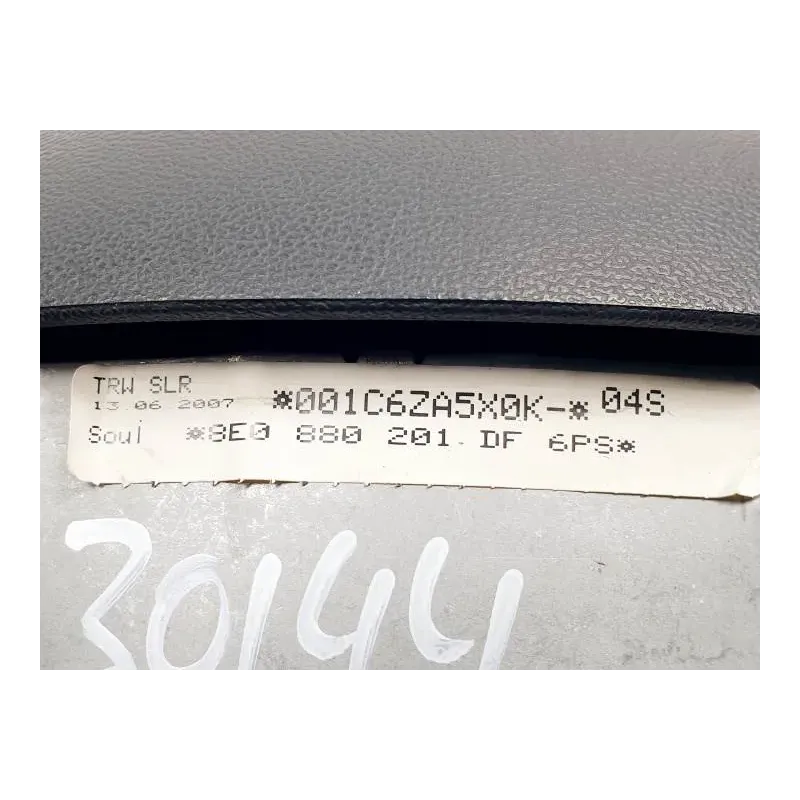 TRW SLR
13.06 2007 *001C6ZA5X0K-* 04S
Soul *8E0 880 201 DF 6PS*
30144